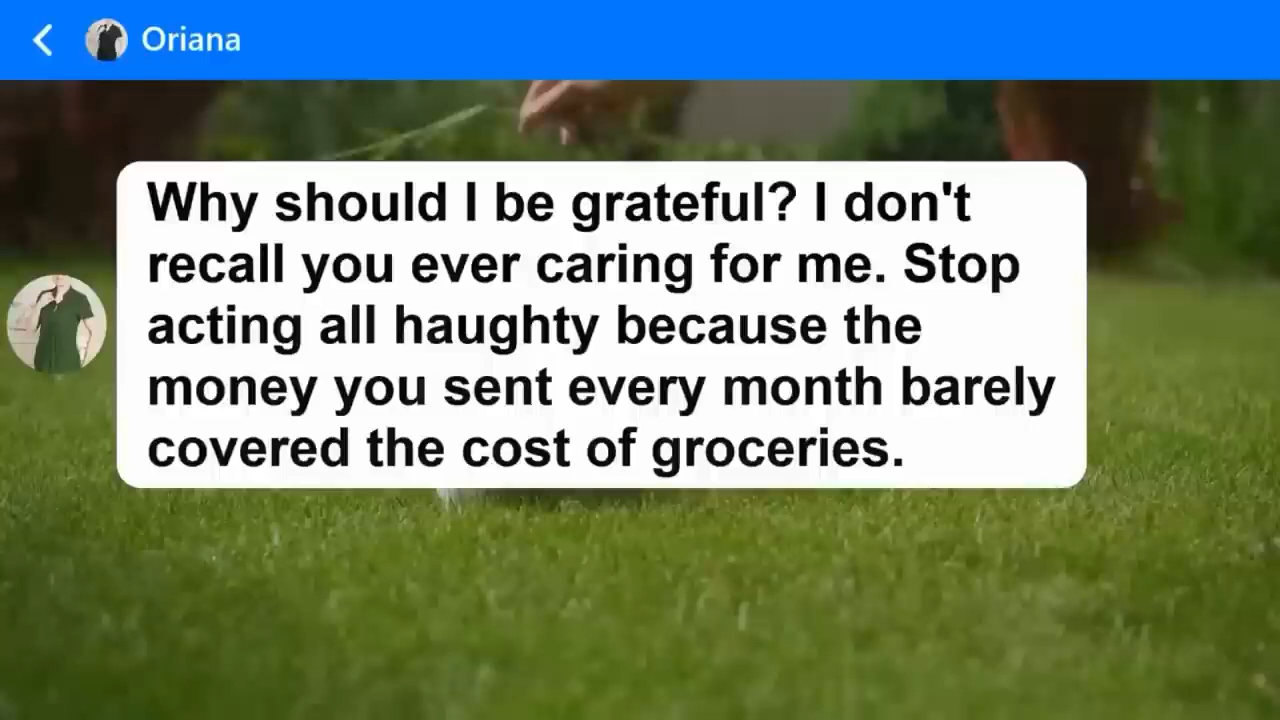 Oriana
Why should I be grateful? I don't
recall you ever caring for me. Stop
acting all haughty because the
money you sent every month barely
covered the cost of groceries.